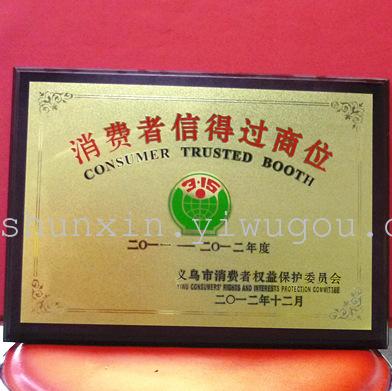 消费者信得过商位
CONSUMER TRUSTED BOOTH
3·15
二〇一一——二〇一二年度
义乌市消费者权益保护委员会
YIWU CONSUMERS' RIGHTS AND INTERESTS PROTECTION COMMITTEE
二〇一二年十二月
shunxin.yiwugou.co